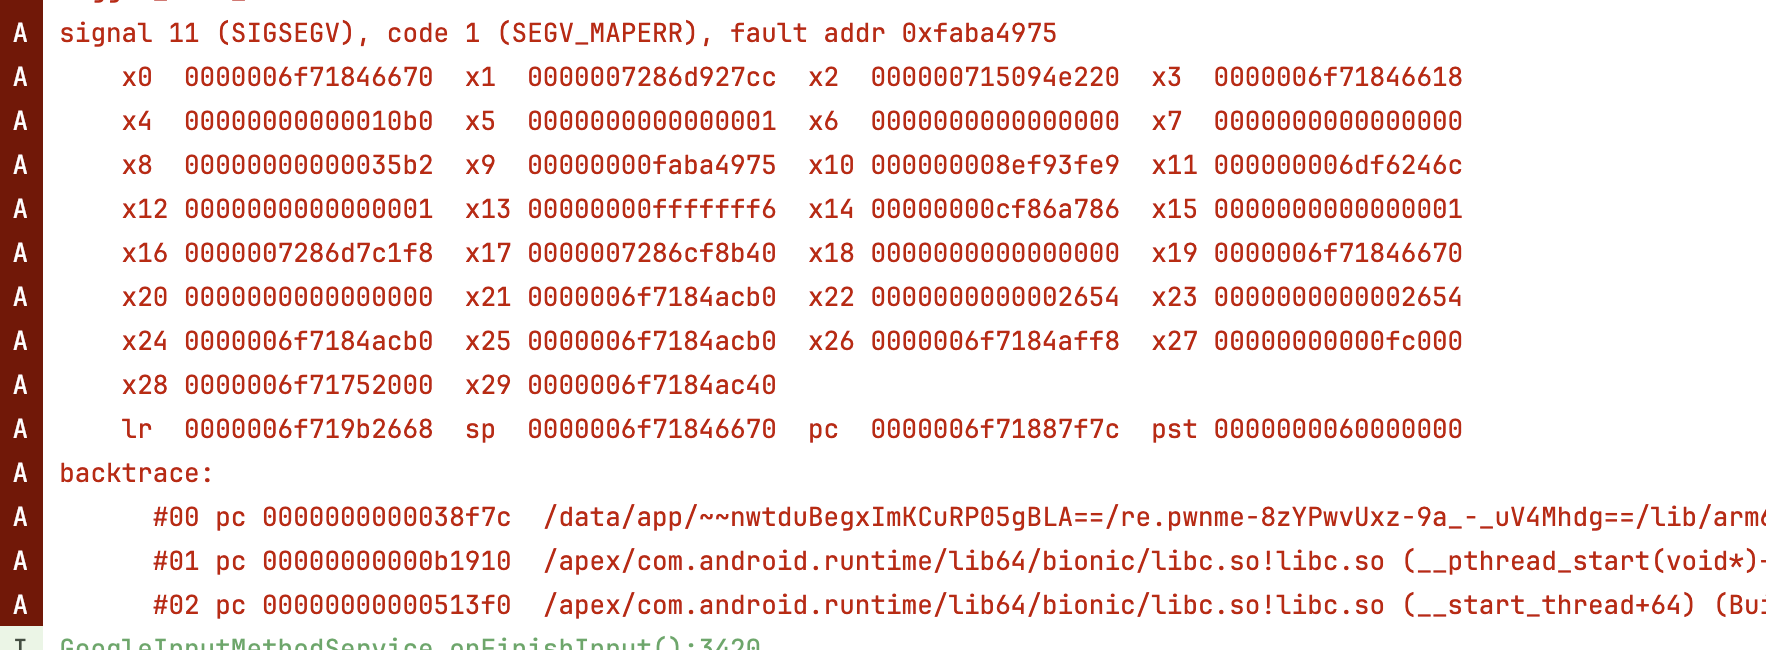 A signal 11 (SIGSEGV), code 1 (SEGV_MAPERR), fault addr 0xfaba4975
A x0 0000006f71846670 x1 0000007286d927cc x2 000000715094e220 x3 0000006f71846618
A x4 00000000000010b0 x5 0000000000000001 x6 0000000000000000 x7 0000000000000000
A x8 00000000000035b2 x9 00000000faba4975 x10 000000008ef93fe9 x11 000000006df6246c
A x12 0000000000000001 x13 00000000fffffff6 x14 00000000cf86a786 x15 0000000000000001
A x16 0000007286d7c1f8 x17 0000007286cf8b40 x18 0000000000000000 x19 0000006f71846670
A x20 0000000000000000 x21 0000006f7184acb0 x22 0000000000002654 x23 0000000000002654
A x24 0000006f7184acb0 x25 0000006f7184acb0 x26 0000006f7184aff8 x27 00000000000fc000
A x28 0000006f71752000 x29 0000006f7184ac40
A lr 0000006f719b2668 sp 0000006f71846670 pc 0000006f71887f7c pst 0000000060000000
A backtrace:
A #00 pc 0000000000038f7c /data/app/~~nwtduBegxImKCuRP05gBLA==/re.pwnme-8zYPwvUxz-9a_-_uV4Mhdg==/lib/arm6
A #01 pc 00000000000b1910 /apex/com.android.runtime/lib64/bionic/libc.so!libc.so (__pthread_start(void*)-
A #02 pc 00000000000513f0 /apex/com.android.runtime/lib64/bionic/libc.so!libc.so (__start_thread+64) (Bui
I GoogleInputMethodService.onFinishInput():3420